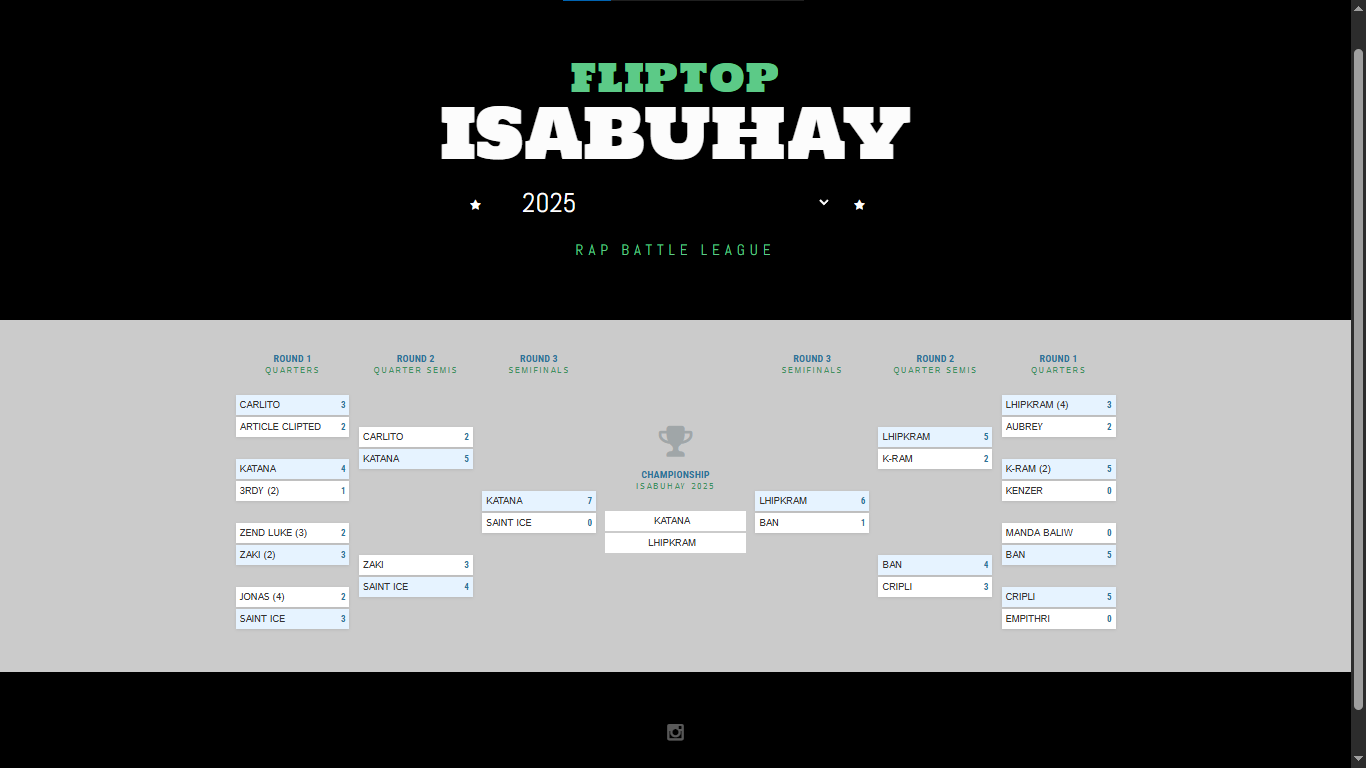 FLIPTOP
ISABUHAY
2025
RAP BATTLE LEAGUE
ROUND 1
QUARTERS
CARLITO 3
ARTICLE CLIPTED 2
KATANA 4
3RDY (2) 1
ZEND LUKE (3) 2
ZAKI (2) 3
JONAS (4) 2
SAINT ICE 3
ROUND 2
QUARTER SEMIS
CARLITO 2
KATANA 5
ZAKI 3
SAINT ICE 4
ROUND 3
SEMIFINALS
KATANA 7
SAINT ICE 0
CHAMPIONSHIP
ISABUHAY 2025
KATANA
LHIPKRAM
ROUND 3
SEMIFINALS
LHIPKRAM 6
BAN 1
ROUND 2
QUARTER SEMIS
LHIPKRAM 5
K-RAM 2
BAN 4
CRIPLI 3
ROUND 1
QUARTERS
LHIPKRAM (4) 3
AUBREY 2
K-RAM (2) 5
KENZER 0
MANDA BALIW 0
BAN 5
CRIPLI 5
EMPITHRI 0